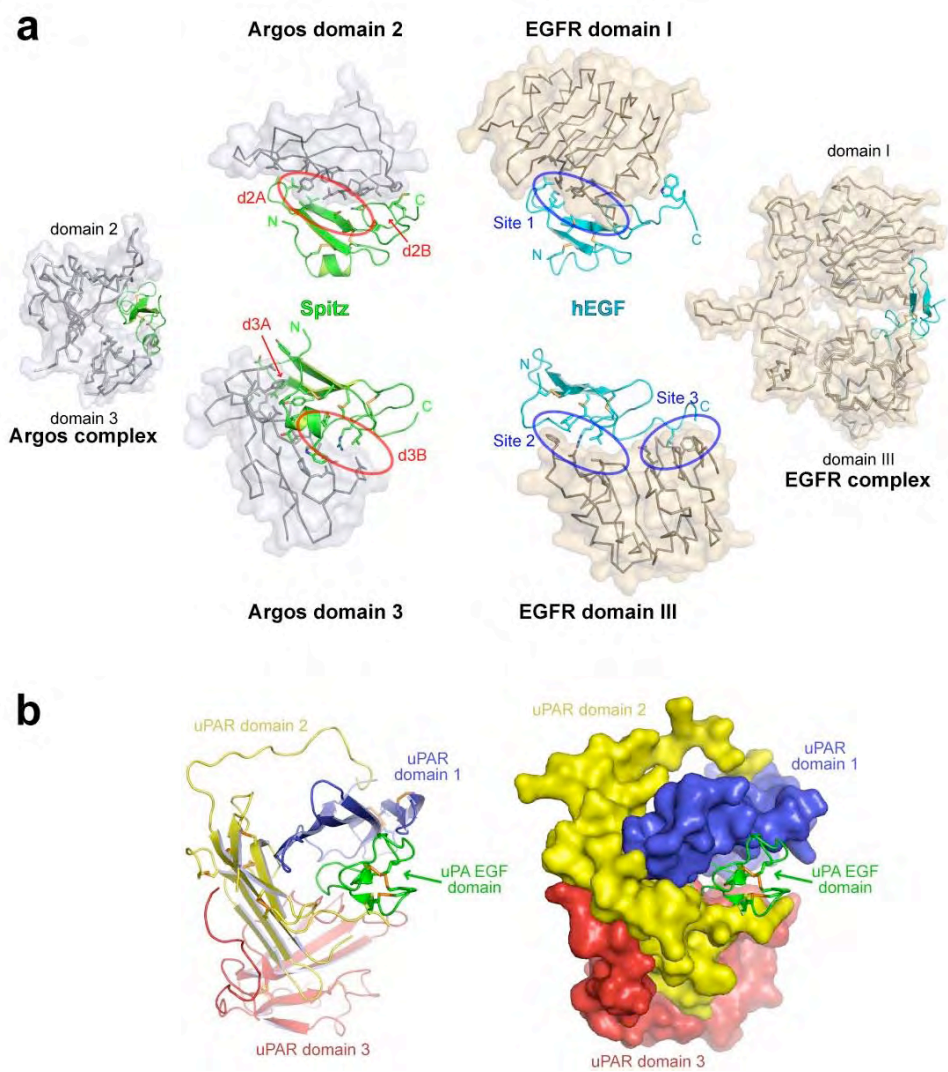 a
Argos domain 2
EGFR domain I
d2A
N
C
d2B
Site 1
N
C
domain 2
domain 3
Argos complex
Spitz
hEGF
domain I
domain III
EGFR complex
d3A
N
C
d3B
N
Site 3
C
Site 2
Argos domain 3
EGFR domain III
b
uPAR domain 2
uPAR
domain 1
uPA EGF
domain
uPAR domain 3
uPAR domain 2
uPAR
domain 1
uPA EGF
domain
uPAR domain 3